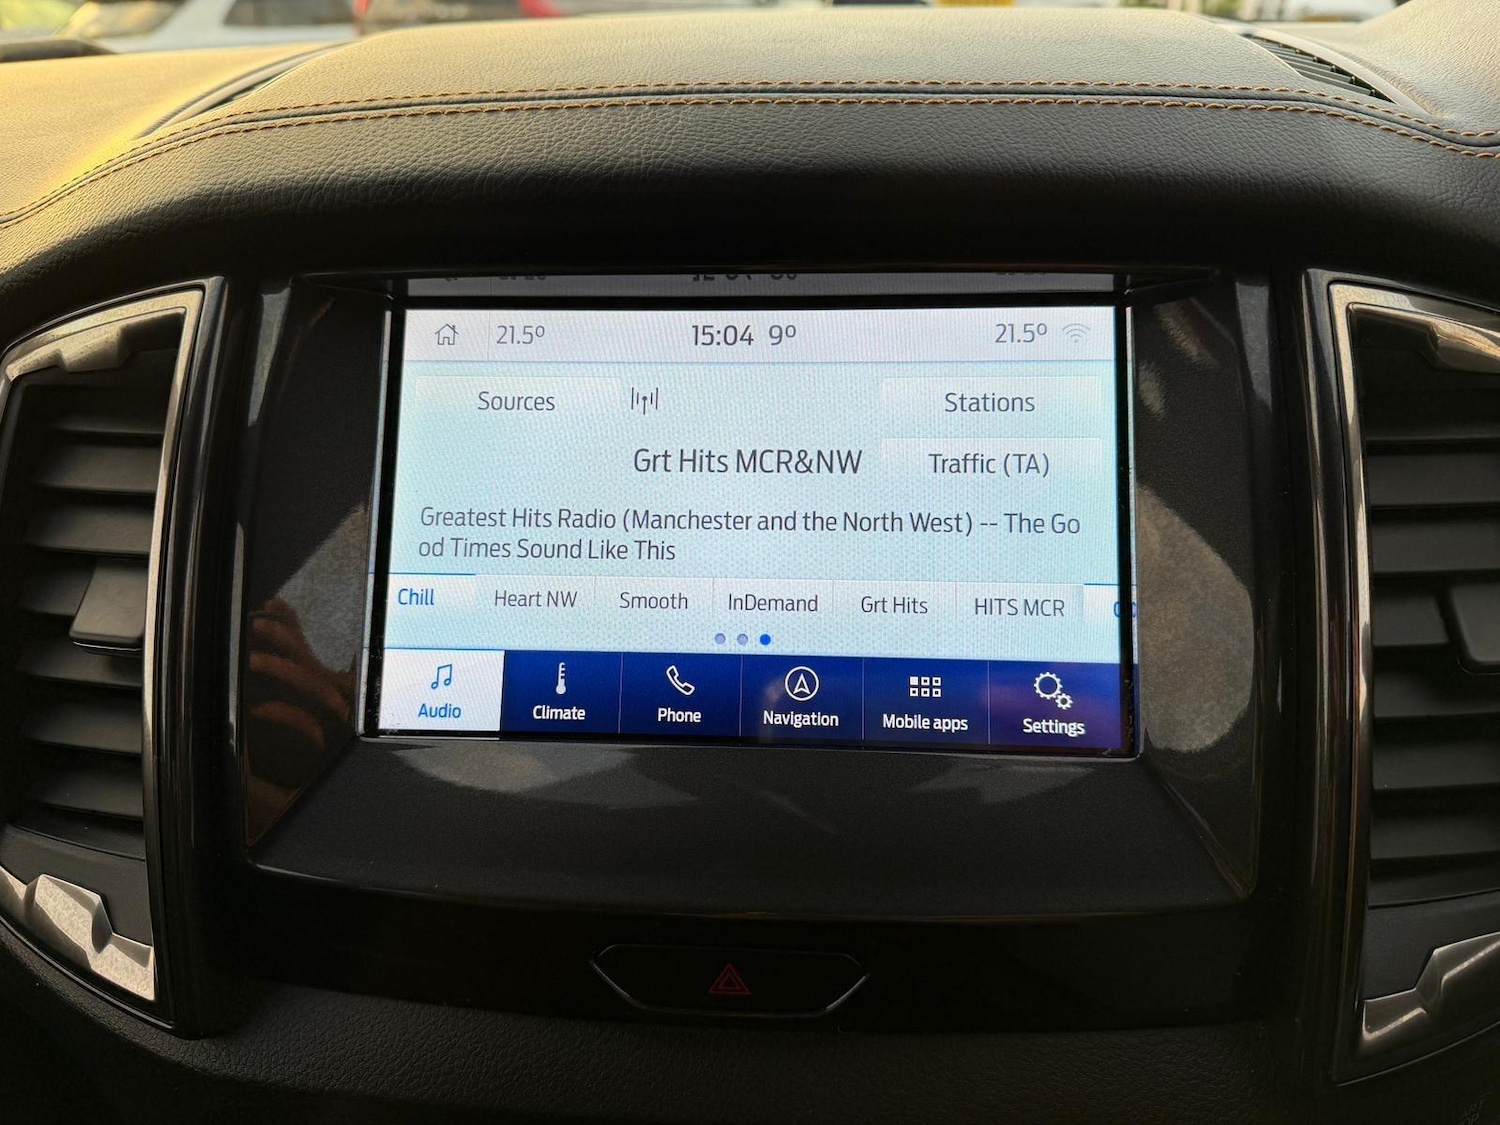 21.5º 15:04 9º 21.5º
Sources Stations
Grt Hits MCR&NW Traffic (TA)
Greatest Hits Radio (Manchester and the North West) -- The Go
od Times Sound Like This
Chill Heart NW Smooth InDemand Grt Hits HITS MCR
Audio Climate Phone Navigation Mobile apps Settings